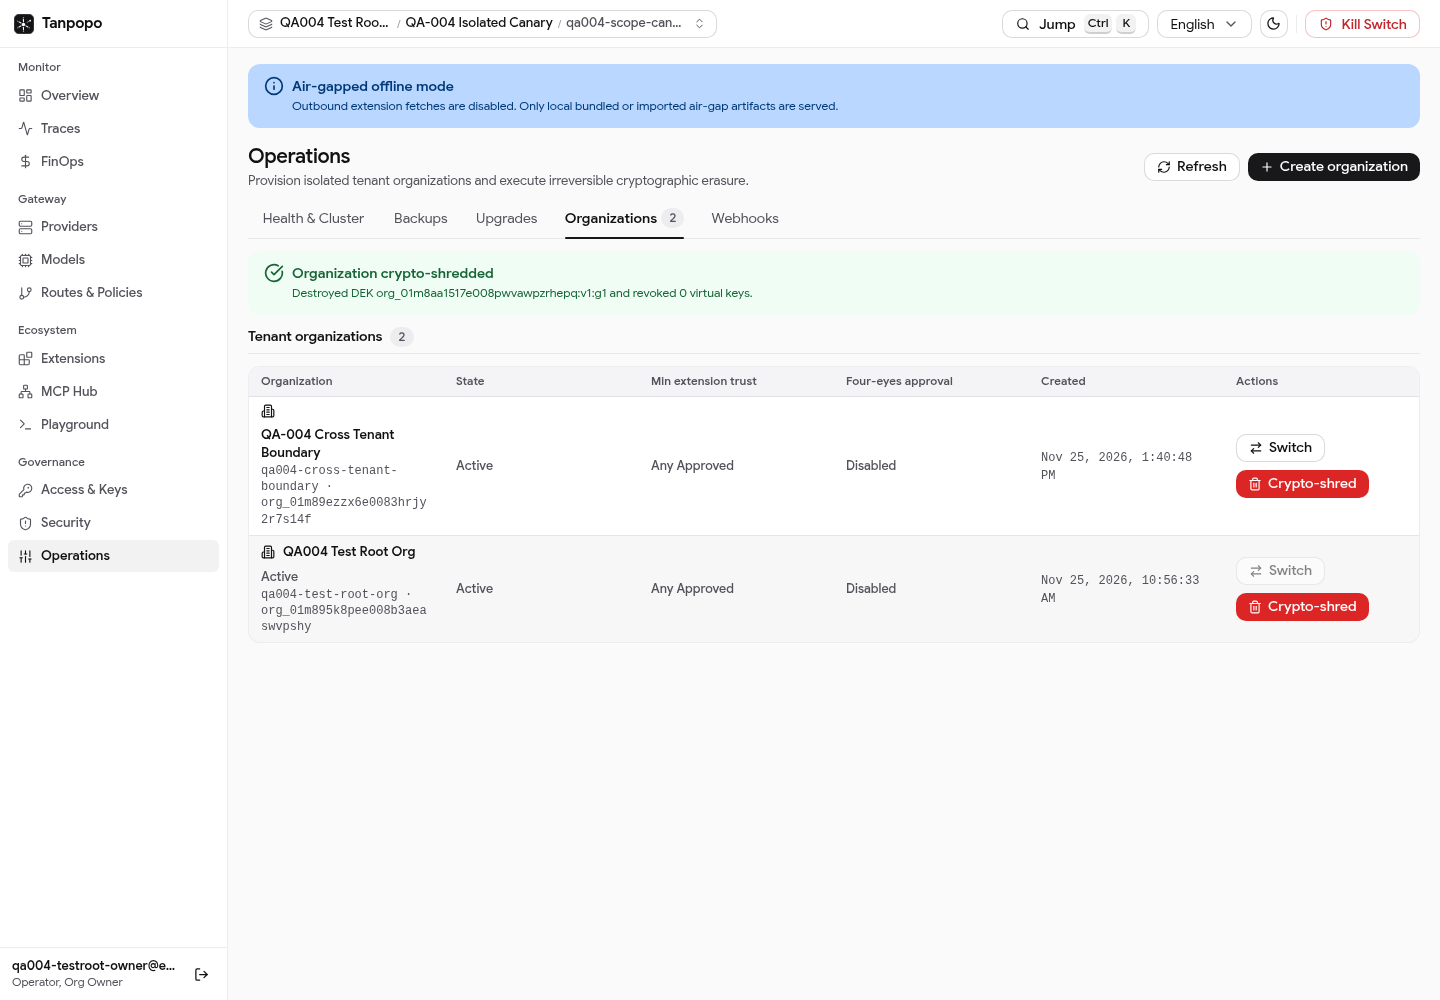 Tanpopo
QA004 Test Roo... / QA-004 Isolated Canary / qa004-scope-can...
Jump Ctrl K
English
Kill Switch
Monitor
Overview
Traces
FinOps
Gateway
Providers
Models
Routes & Policies
Ecosystem
Extensions
MCP Hub
Playground
Governance
Access & Keys
Security
Operations
qa004-testroot-owner@e...
Operator, Org Owner
Air-gapped offline mode
Outbound extension fetches are disabled. Only local bundled or imported air-gap artifacts are served.
Operations
Provision isolated tenant organizations and execute irreversible cryptographic erasure.
Refresh
Create organization
Health & Cluster Backups Upgrades Organizations 2 Webhooks
Organization crypto-shredded
Destroyed DEK org_01m8aa1517e008pwvawpzrhepq:v1:g1 and revoked 0 virtual keys.
Tenant organizations 2
Organization State Min extension trust Four-eyes approval Created Actions
QA-004 Cross Tenant
Boundary
qa004-cross-tenant-
boundary ·
org_01m89ezzx6e0083hrjy
2r7s14f
Active
Any Approved
Disabled
Nov 25, 2026, 1:40:48
PM
Switch
Crypto-shred
QA004 Test Root Org
Active
qa004-test-root-org ·
org_01m895k8pee008b3aea
swvpshy
Active
Any Approved
Disabled
Nov 25, 2026, 10:56:33
AM
Switch
Crypto-shred